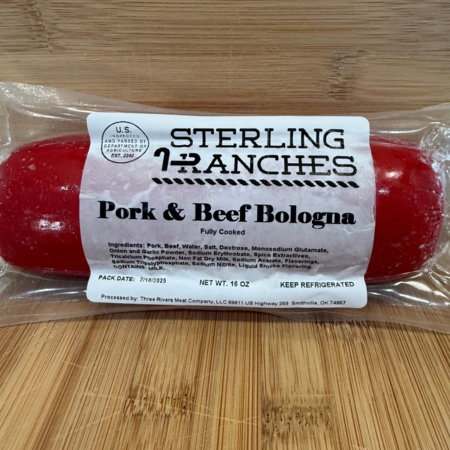 U.S.
INSPECTED
AND PASSED BY
DEPARTMENT OF
AGRICULTURE
EST. 2242
STERLING
RANCHES
Pork & Beef Bologna
Fully Cooked
Ingredients: Pork, Beef, Water, Salt, Dextrose, Monosodium Glutamate,
Onion and Garlic Powder, Sodium Erythorbate, Spice Extractives,
Tricalcium Phosphate, Non Fat Dry Milk, Sodium Acetate, Flavorings,
Sodium Tripolyphosphate, Sodium Nitrite, Liquid Smoke Flavoring.
CONTAINS: MILK.
PACK DATE: 7/16/2025 NET WT. 16 OZ KEEP REFRIGERATED
Processed by: Three Rivers Meat Company, LLC 69911 US Highway 259 Smithville, OK 74957